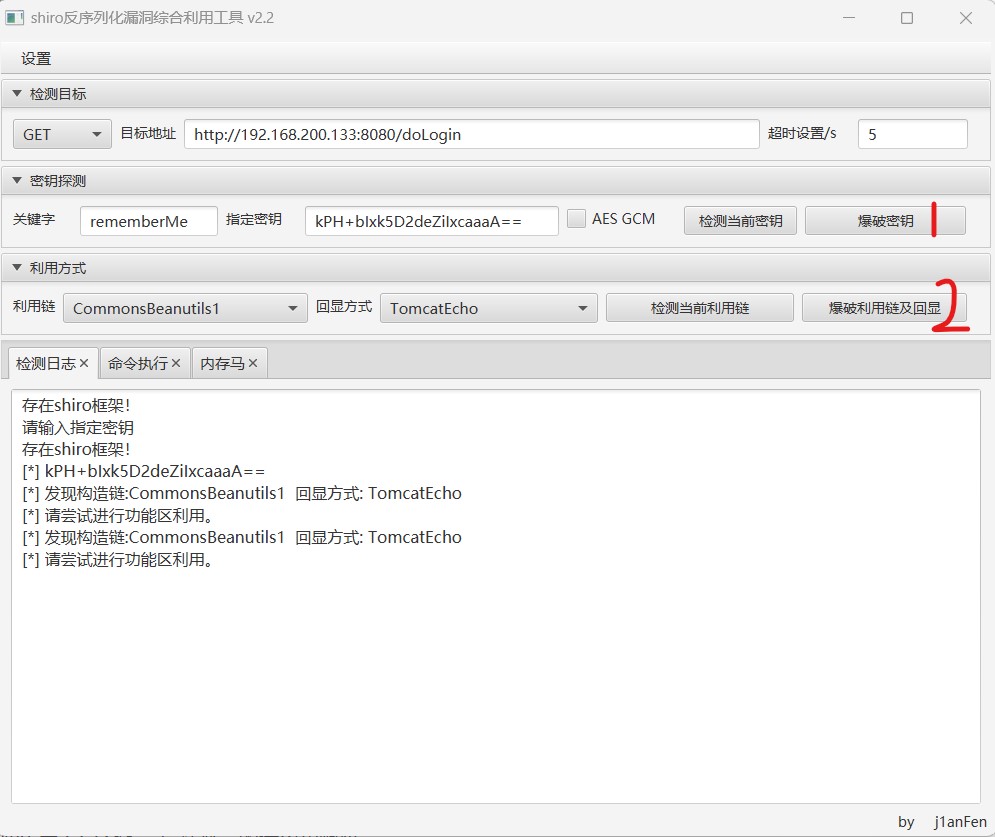 shiro反序列化漏洞综合利用工具 v2.2
设置
检测目标
GET 目标地址 http://192.168.200.133:8080/doLogin 超时设置/s 5
密钥探测
关键字 rememberMe 指定密钥 kPH+bIxk5D2deZiIxcaaaA== AES GCM 检测当前密钥 爆破密钥 1
利用方式
利用链 CommonsBeanutils1 回显方式 TomcatEcho 检测当前利用链 爆破利用链及回显 2
检测日志× 命令执行× 内存马×
存在shiro框架！
请输入指定密钥
存在shiro框架！
[*] kPH+bIxk5D2deZiIxcaaaA==
[*] 发现构造链:CommonsBeanutils1 回显方式: TomcatEcho
[*] 请尝试进行功能区利用。
[*] 发现构造链:CommonsBeanutils1 回显方式: TomcatEcho
[*] 请尝试进行功能区利用。
by j1anFen